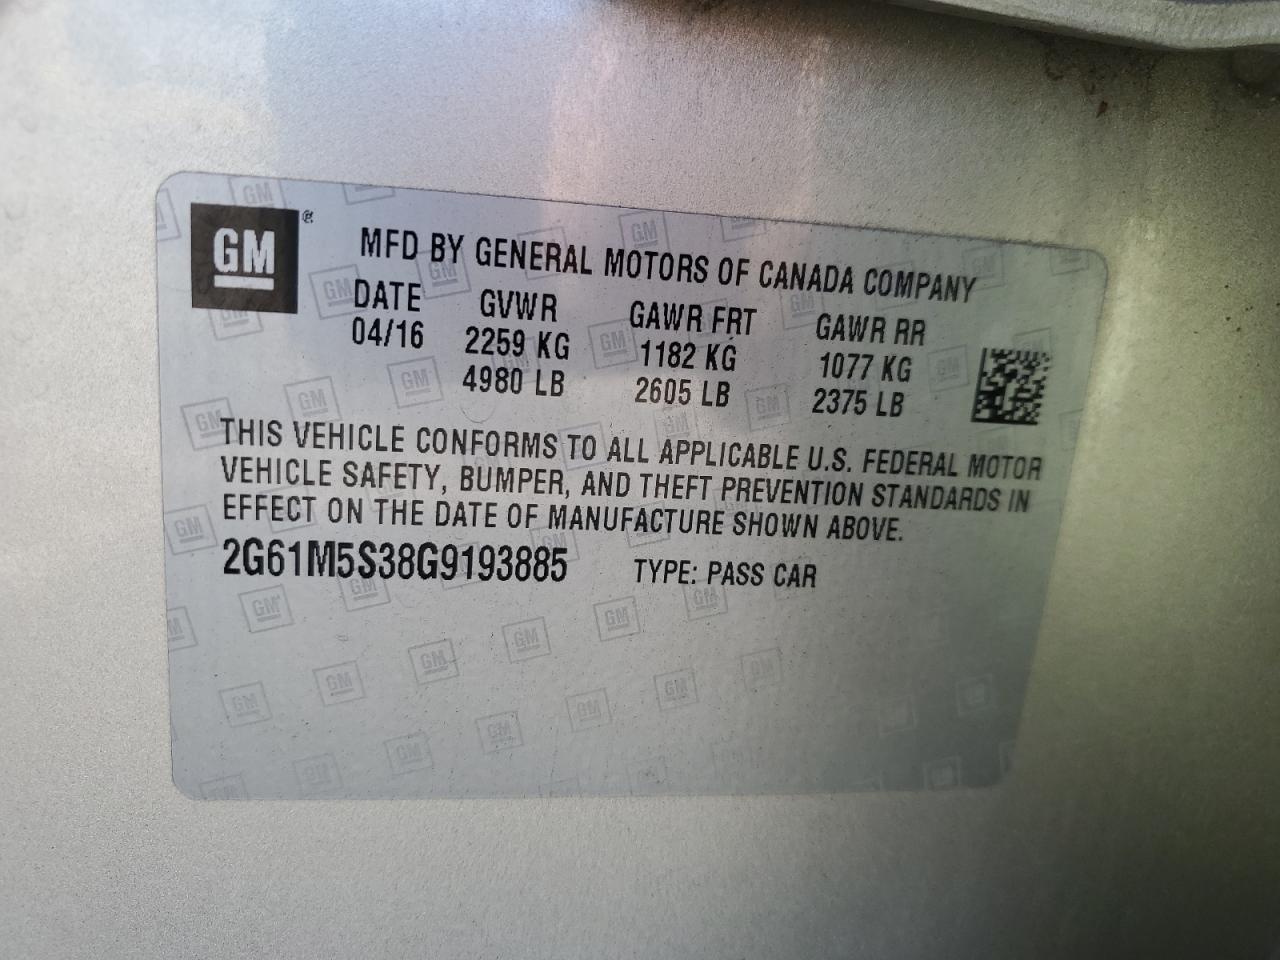 GM ®
MFD BY GENERAL MOTORS OF CANADA COMPANY
DATE GVWR GAWR FRT GAWR RR
04/16 2259 KG 1182 KG 1077 KG
4980 LB 2605 LB 2375 LB
THIS VEHICLE CONFORMS TO ALL APPLICABLE U.S. FEDERAL MOTOR
VEHICLE SAFETY, BUMPER, AND THEFT PREVENTION STANDARDS IN
EFFECT ON THE DATE OF MANUFACTURE SHOWN ABOVE.
2G61M5S38G9193885 TYPE: PASS CAR